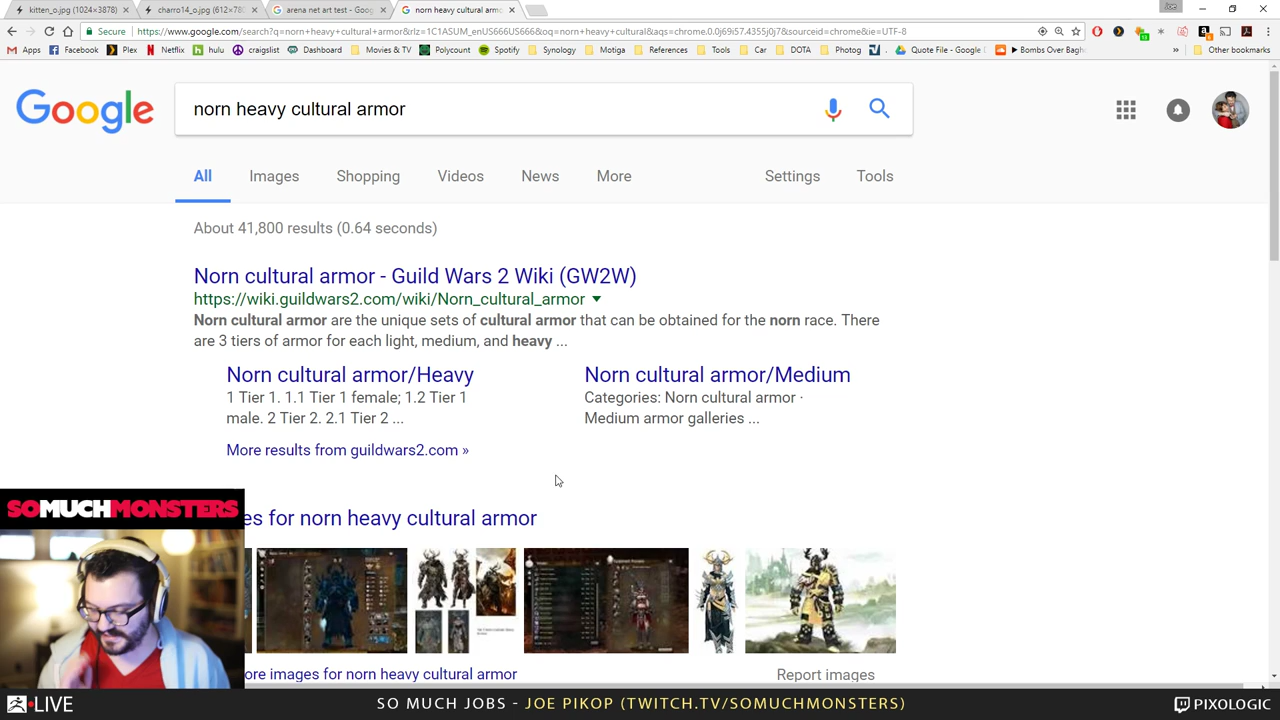 kitten_o.jpg (1024×3878)
charro14_o.jpg (612×780
arena net art test - Goog
norn heavy cultural armo
Secure
https://www.google.com/search?q=norn+heavy+cultural+armor&rlz=1C1ASUM_enUS666US666&oq=norn+heavy+cultural&aqs=chrome.0.0j69i57.4355j0j7&sourceid=chrome&ie=UTF-8
Apps
Facebook
Plex
Netflix
hulu
craigslist
Dashboard
Movies & TV
Polycount
Spotify
Synology
Motiga
References
Tools
Car
DOTA
Photog
Quote File - Google
Bombs Over Bagh
»
Other bookmarks
Google
norn heavy cultural armor
All
Images
Shopping
Videos
News
More
Settings
Tools
About 41,800 results (0.64 seconds)
Norn cultural armor - Guild Wars 2 Wiki (GW2W)
https://wiki.guildwars2.com/wiki/Norn_cultural_armor
Norn cultural armor are the unique sets of cultural armor that can be obtained for the norn race. There
are 3 tiers of armor for each light, medium, and heavy ...
Norn cultural armor/Heavy
1 Tier 1. 1.1 Tier 1 female; 1.2 Tier 1
male. 2 Tier 2. 2.1 Tier 2 ...
Norn cultural armor/Medium
Categories: Norn cultural armor ·
Medium armor galleries ...
More results from guildwars2.com »
es for norn heavy cultural armor
ore images for norn heavy cultural armor
Report images
SOMUCHMONSTERS
LIVE
SO MUCH JOBS - JOE PIKOP (TWITCH.TV/SOMUCHMONSTERS)
PIXOLOGIC